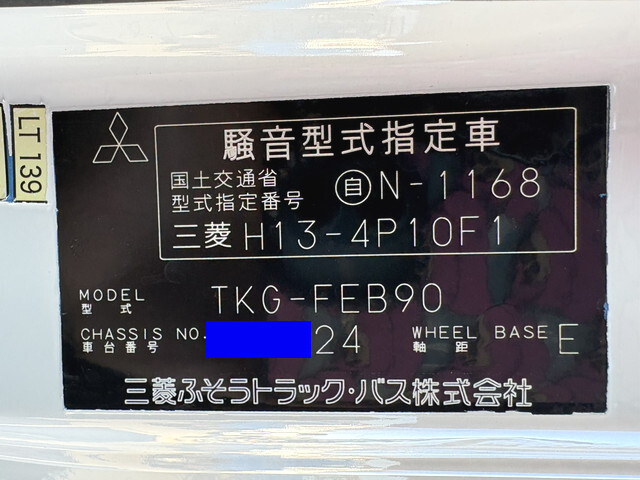 LT 139
騒音型式指定車
国土交通省
型式指定番号 自N-1168
三菱 H13-4P10F1
MODEL TKG-FEB90
型式
CHASSIS NO. 24 WHEEL BASE E
車台番号 軸距
三菱ふそうトラック・バス株式会社